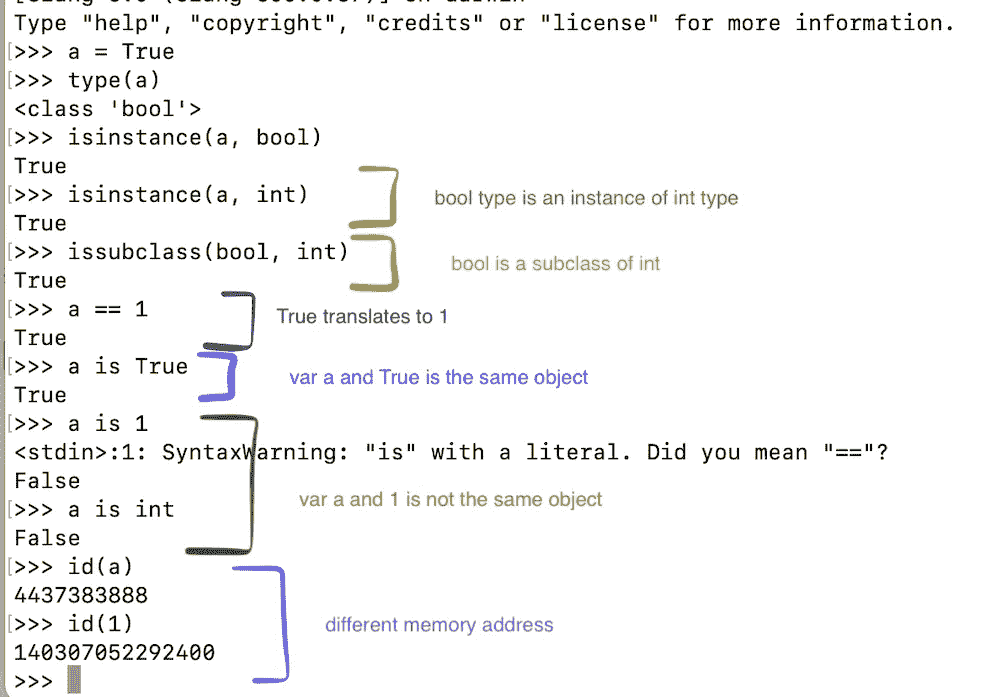 Type "help", "copyright", "credits" or "license" for more information.
>>> a = True
>>> type(a)
<class 'bool'>
>>> isinstance(a, bool)
True
>>> isinstance(a, int)
bool type is an instance of int type
True
>>> issubclass(bool, int)
bool is a subclass of int
True
>>> a == 1
True translates to 1
True
>>> a is True
var a and True is the same object
True
>>> a is 1
<stdin>:1: SyntaxWarning: "is" with a literal. Did you mean "=="?
False
var a and 1 is not the same object
>>> a is int
False
>>> id(a)
4437383888
>>> id(1)
different memory address
140307052292400
>>>